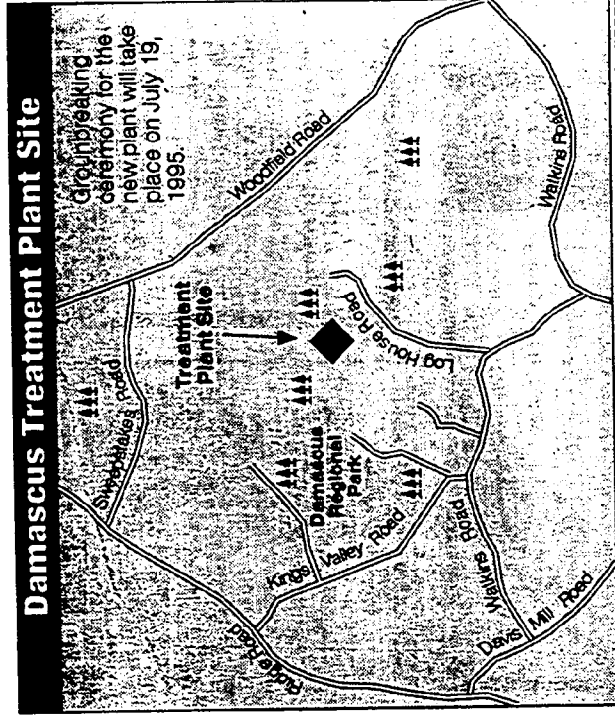 Damascus Treatment Plant Site
Groundbreaking
ceremony for the
new plant will take
place on July 19,
1995.
Woodfield Road
Sweepstakes Road
Treatment
Plant Site
Log House Road
Damascus
Regional
Park
Kings Valley Road
Ridge Road
Watkins Road
Davis Mill Road
Watkins Road